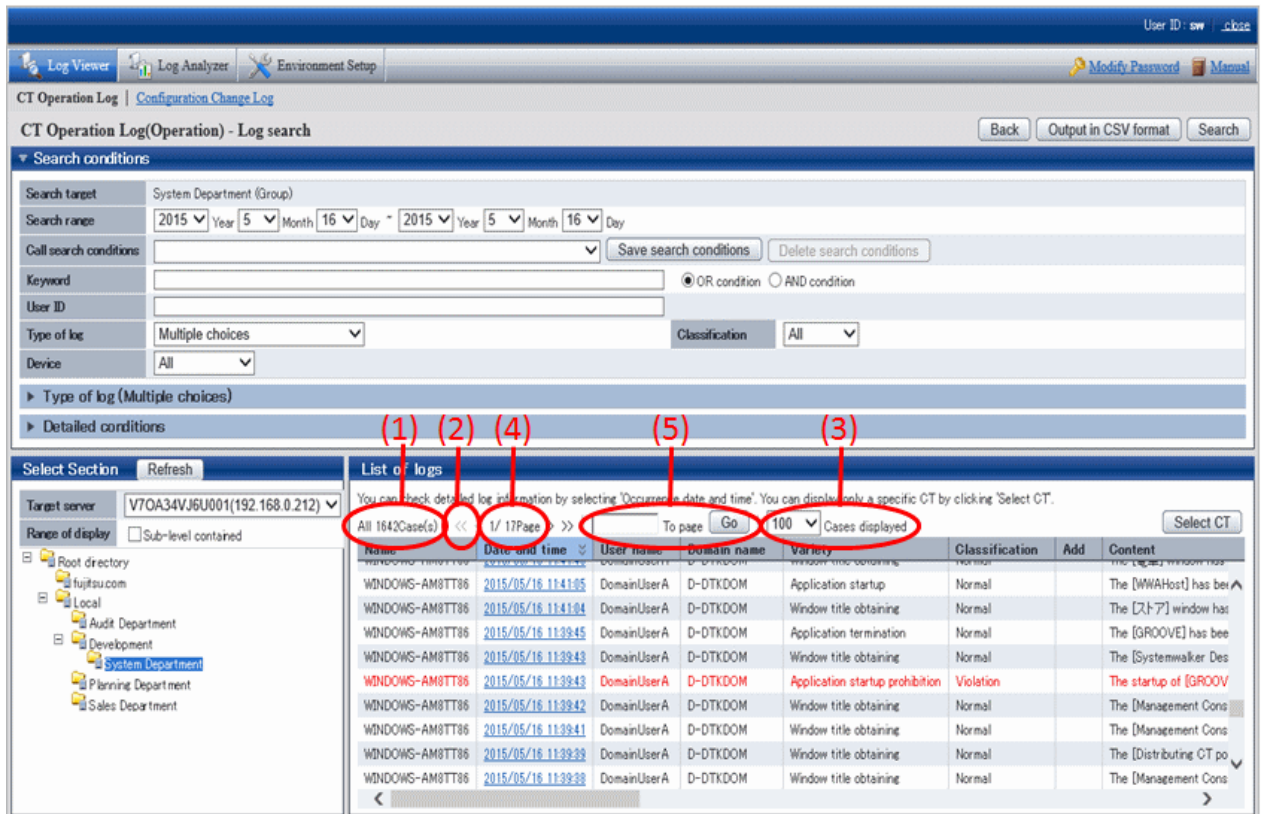 User ID : sw | close
Log Viewer Log Analyzer Environment Setup Modify Password Manual
CT Operation Log | Configuration Change Log
CT Operation Log(Operation) - Log search Back Output in CSV format Search
Search conditions
Search target System Department (Group)
Search range 2015 Year 5 Month 16 Day - 2015 Year 5 Month 16 Day
Call search conditions Save search conditions Delete search conditions
Keyword OR condition AND condition
User ID
Type of log Multiple choices Classification All
Device All
Type of log (Multiple choices)
Detailed conditions
(1) (2) (4) (5) (3)
Select Section Refresh
Target server V7OA34VJ6U001(192.168.0.212)
Range of display Sub-level contained
Root directory
fujitsu.com
Local
Audit Department
Development
System Department
Planning Department
Sales Department
List of logs
You can check detailed log information by selecting 'Occurrence date and time'. You can display only a specific CT by clicking 'Select CT'.
All 1642Case(s) << < 1/ 17Page > >> To page Go 100 Cases displayed Select CT
Name Date and time User name Domain name Variety Classification Add Content
WINDOWS-AM8TT86 2015/05/16 11:41:05 DomainUserA D-DTKDOM Application startup Normal The [WWAHost] has bee
WINDOWS-AM8TT86 2015/05/16 11:41:04 DomainUserA D-DTKDOM Window title obtaining Normal The [ストア] window has
WINDOWS-AM8TT86 2015/05/16 11:39:45 DomainUserA D-DTKDOM Application termination Normal The [GROOVE] has bee
WINDOWS-AM8TT86 2015/05/16 11:39:43 DomainUserA D-DTKDOM Window title obtaining Normal The [Systemwalker Des
WINDOWS-AM8TT86 2015/05/16 11:39:43 DomainUserA D-DTKDOM Application startup prohibition Violation The startup of [GROOV
WINDOWS-AM8TT86 2015/05/16 11:39:42 DomainUserA D-DTKDOM Window title obtaining Normal The [Management Cons
WINDOWS-AM8TT86 2015/05/16 11:39:41 DomainUserA D-DTKDOM Window title obtaining Normal The [Management Cons
WINDOWS-AM8TT86 2015/05/16 11:39:39 DomainUserA D-DTKDOM Window title obtaining Normal The [Distributing CT po
WINDOWS-AM8TT86 2015/05/16 11:39:38 DomainUserA D-DTKDOM Window title obtaining Normal The [Management Cons